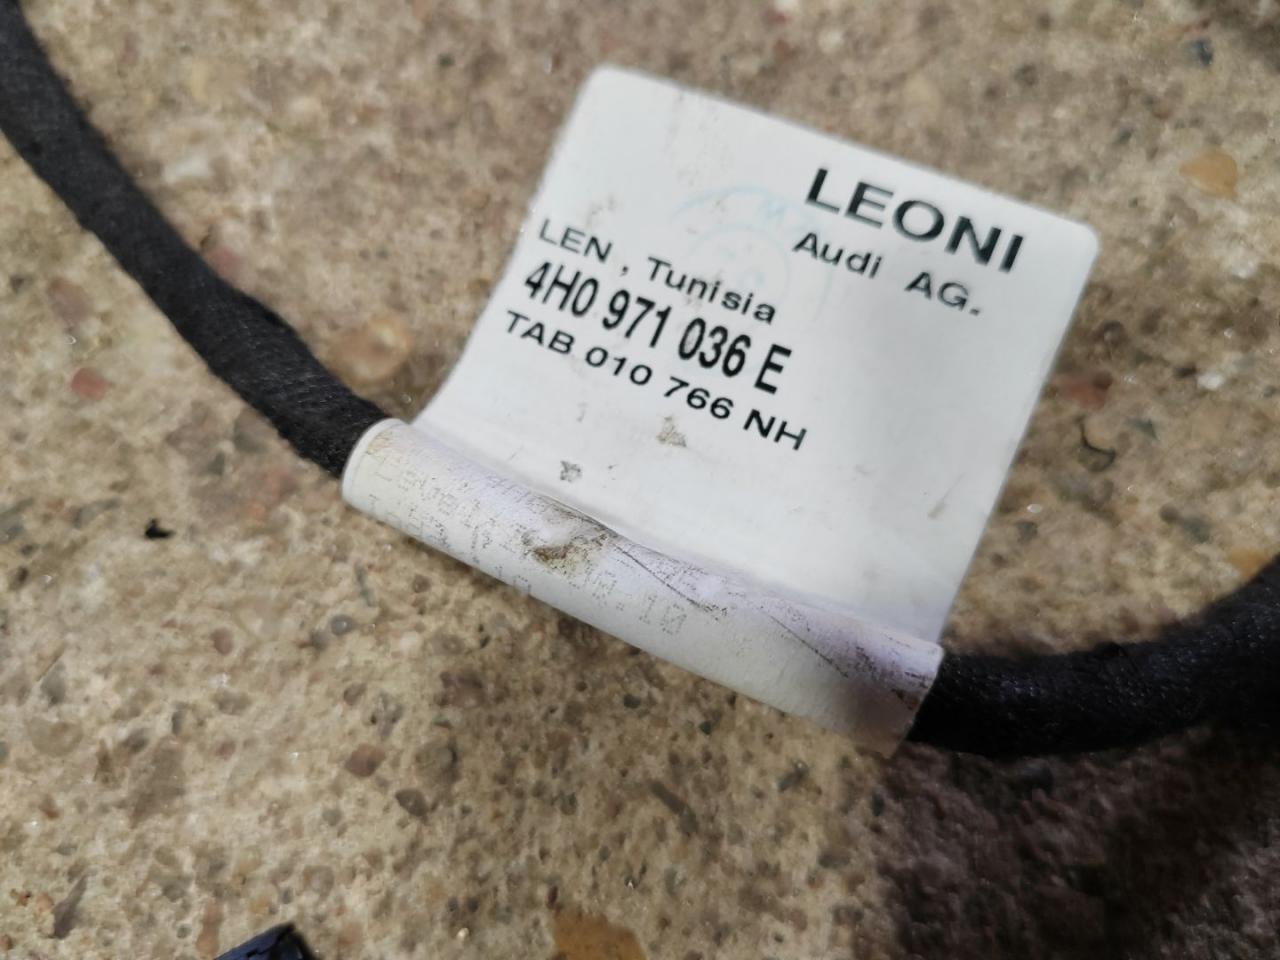 LEONI
Audi AG.
LEN , Tunisia
4H0 971 036 E
TAB 010 766 NH